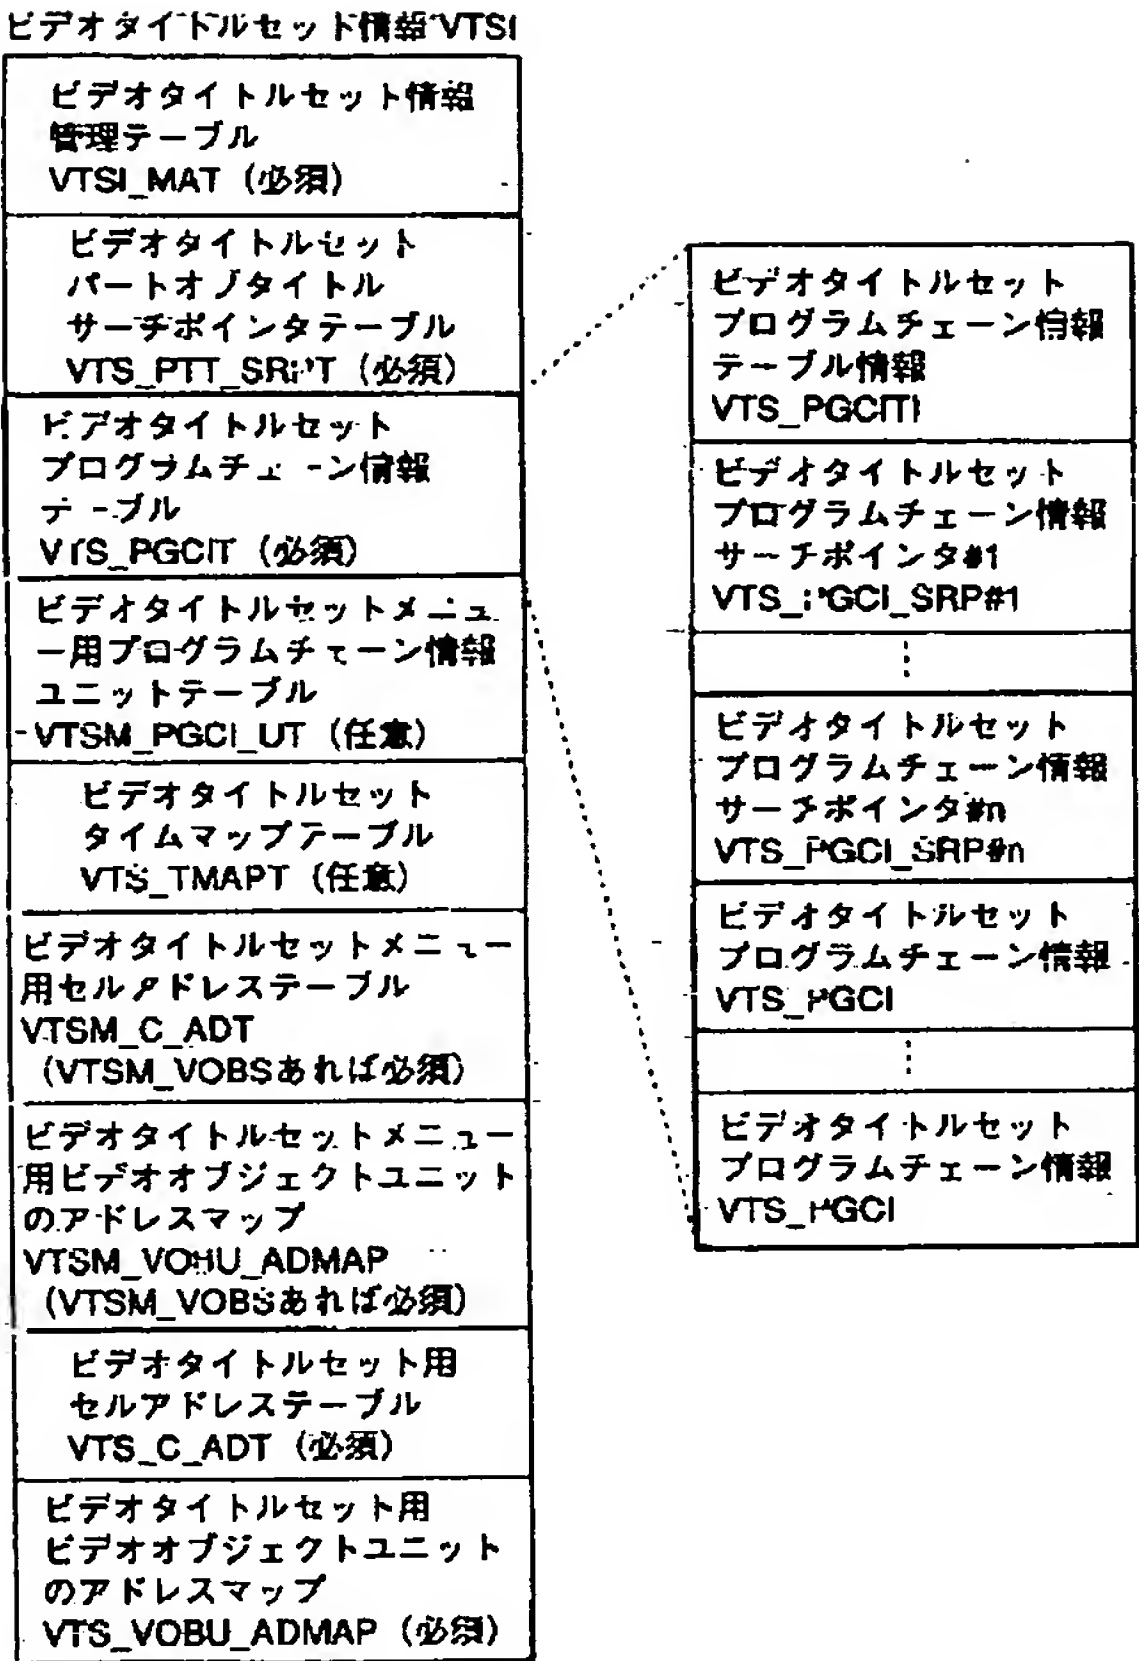 ビデオタイトルセット情報 VTSI
ビデオタイトルセット情報
管理テーブル
VTSI_MAT (必須)
ビデオタイトルセット
パートオブタイトル
サーチポインタテーブル
VTS_PTT_SRPT (必須)
ビデオタイトルセット
プログラムチェーン情報
テーブル
VTS_PGCIT (必須)
ビデオタイトルセットメニュ
ー用プログラムチェーン情報
ユニットテーブル
VTSM_PGCI_UT (任意)
ビデオタイトルセット
タイムマップテーブル
VTS_TMAPT (任意)
ビデオタイトルセットメニュー
用セルアドレステーブル
VTSM_C_ADT
(VTSM_VOBSあれば必須)
ビデオタイトルセットメニュー
用ビデオオブジェクトユニット
のアドレスマップ
VTSM_VOBU_ADMAP
(VTSM_VOBSあれば必須)
ビデオタイトルセット用
セルアドレステーブル
VTS_C_ADT (必須)
ビデオタイトルセット用
ビデオオブジェクトユニット
のアドレスマップ
VTS_VOBU_ADMAP (必須)
ビデオタイトルセット
プログラムチェーン情報
テーブル情報
VTS_PGCITI
ビデオタイトルセット
プログラムチェーン情報
サーチポインタ#1
VTS_PGCI_SRP#1
ビデオタイトルセット
プログラムチェーン情報
サーチポインタ#n
VTS_PGCI_SRP#n
ビデオタイトルセット
プログラムチェーン情報
VTS_PGCI
ビデオタイトルセット
プログラムチェーン情報
VTS_PGCI